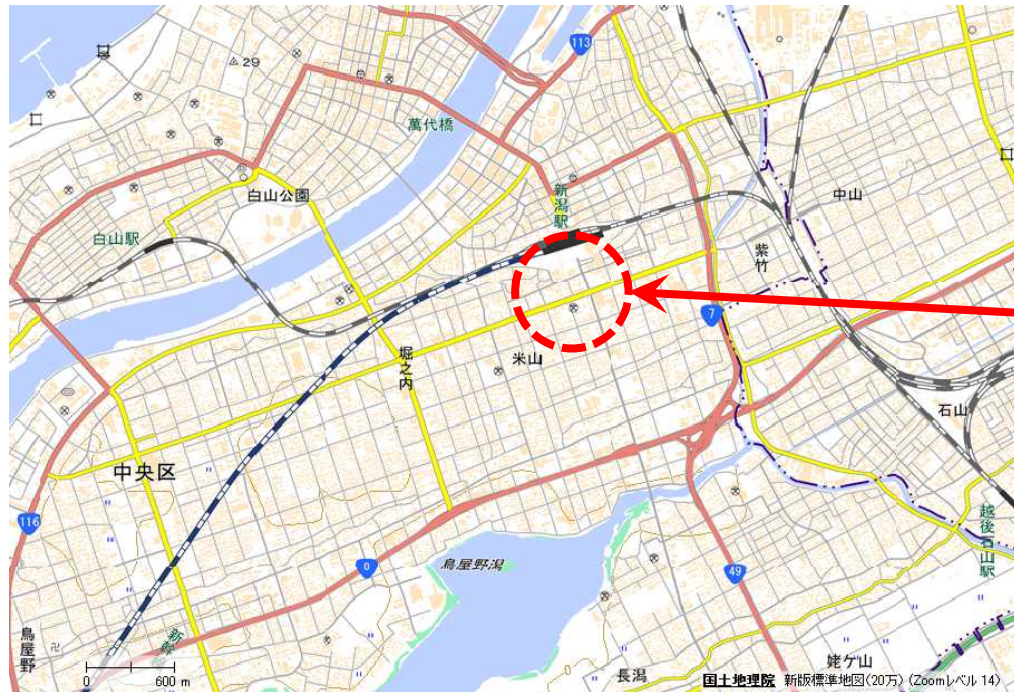 113
29
萬代橋
白山公園
新潟駅
中山
白山駅
紫竹
7
米山
堀之内
石山
中央区
116
越後石山駅
鳥屋野潟
0
49
鳥屋野
新幹
600 m
長潟
姥ケ山
国土地理院 新版標準地図(20万) (Zoomレベル 14)